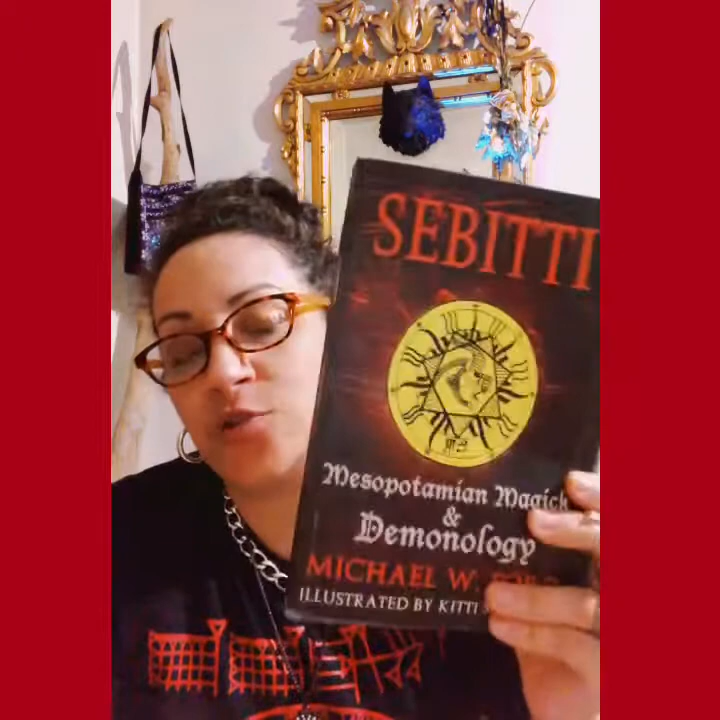 SEBITTI
Mesopotamian Magick
&
Demonology
MICHAEL W.
ILLUSTRATED BY KITTI